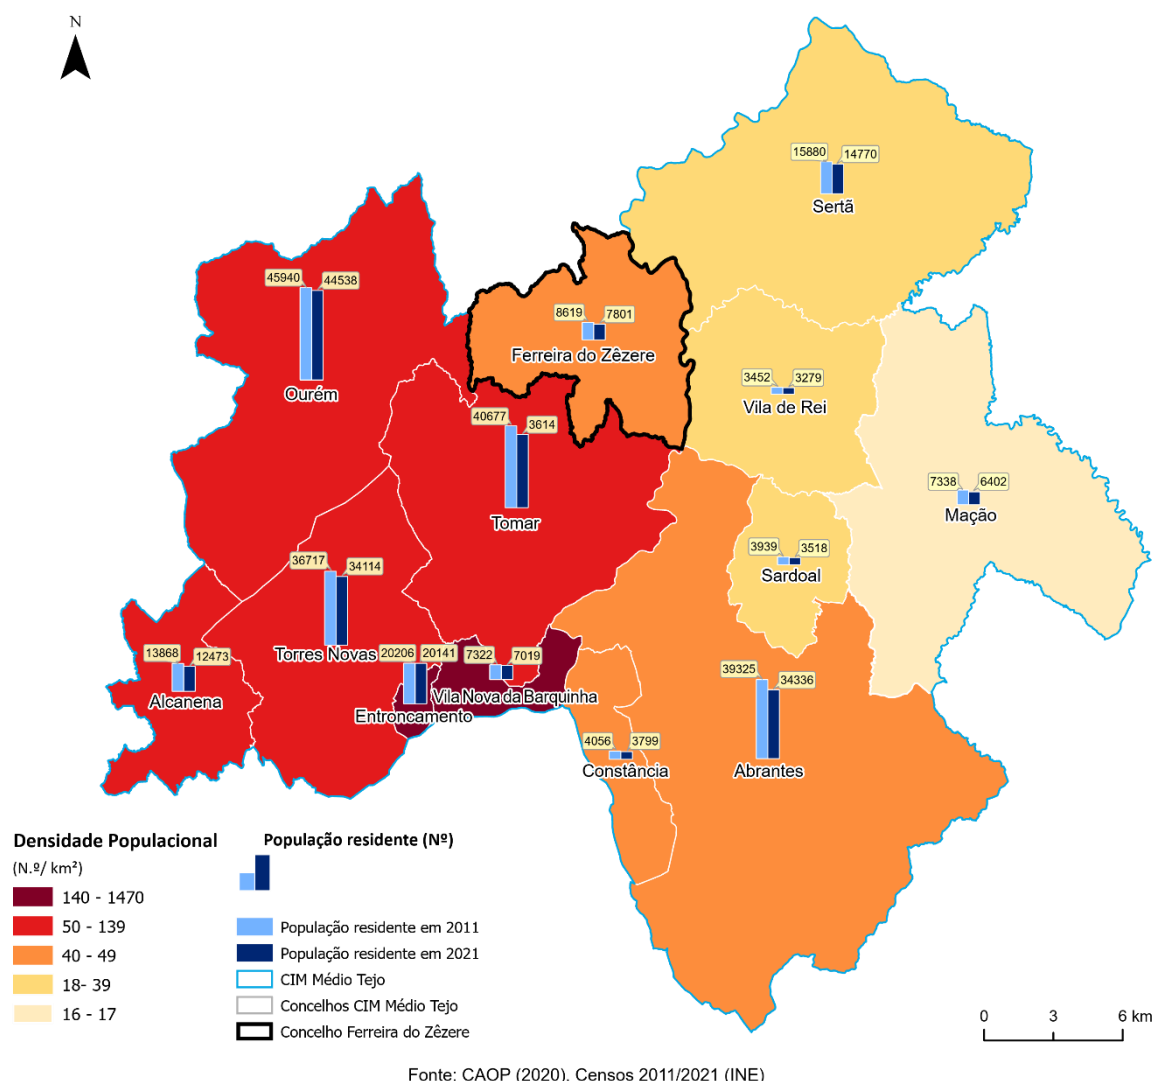 N
15880 14770
Sertã
45940 44538
Ourém
8619 7801
Ferreira do Zêzere
3452 3279
Vila de Rei
40677 3614
Tomar
7338 6402
Mação
3939 3518
Sardoal
36717 34114
Torres Novas
13868 12473
Alcanena
20206 20141
Entroncamento
7322 7019
Vila Nova da Barquinha
39325 34336
Abrantes
4056 3799
Constância
Densidade Populacional
(N.º/ km²)
140 - 1470
50 - 139
40 - 49
18- 39
16 - 17
População residente (Nº)
População residente em 2011
População residente em 2021
CIM Médio Tejo
Concelhos CIM Médio Tejo
Concelho Ferreira do Zêzere
0 3 6 km
Fonte: CAOP (2020), Censos 2011/2021 (INE)